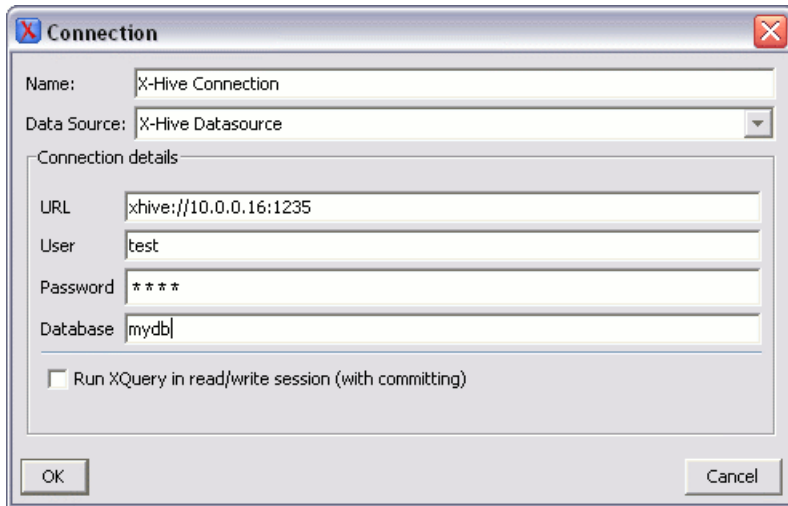 Connection
Name: X-Hive Connection
Data Source: X-Hive Datasource
Connection details
URL xhive://10.0.0.16:1235
User test
Password ****
Database mydb
Run XQuery in read/write session (with committing)
OK Cancel